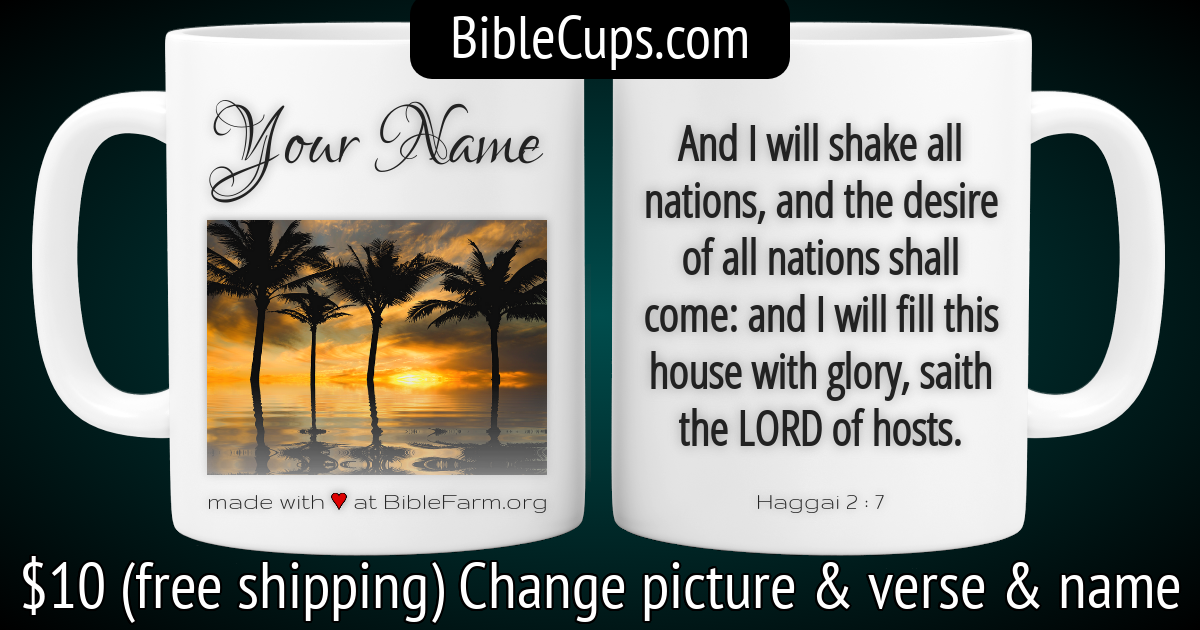 BibleCups.com
Your Name
made with ♥ at BibleFarm.org
And I will shake all
nations, and the desire
of all nations shall
come: and I will fill this
house with glory, saith
the LORD of hosts.
Haggai 2 : 7
$10 (free shipping) Change picture & verse & name